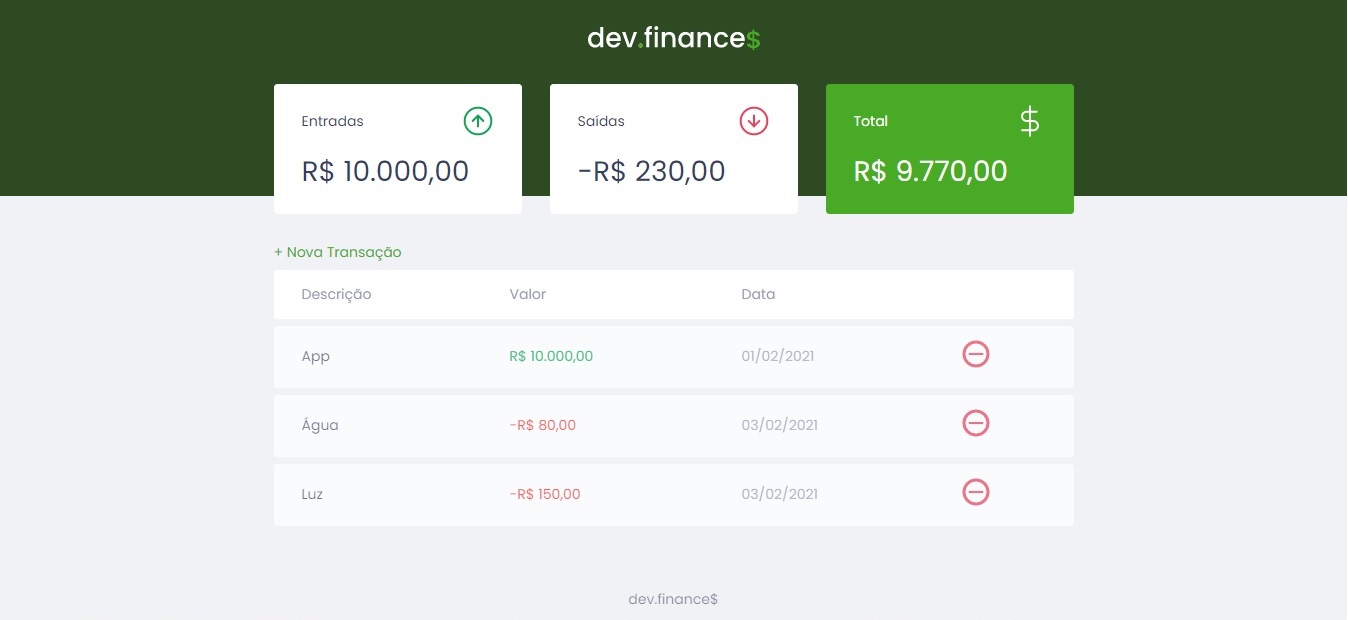 dev.finance$
Entradas
R$ 10.000,00
Saídas
-R$ 230,00
Total
$
R$ 9.770,00
+ Nova Transação
Descrição Valor Data
App R$ 10.000,00 01/02/2021
Água -R$ 80,00 03/02/2021
Luz -R$ 150,00 03/02/2021
dev.finance$